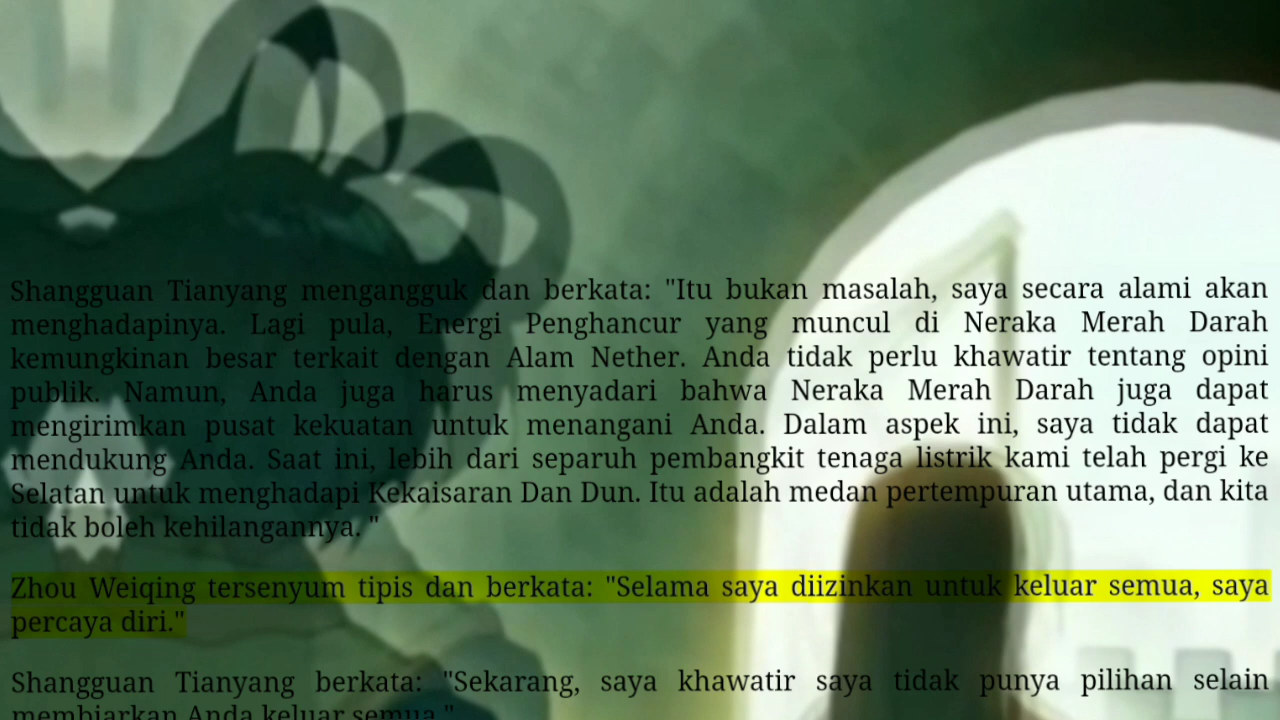 Shangguan Tianyang mengangguk dan berkata: "Itu bukan masalah, saya secara alami akan
menghadapinya. Lagi pula, Energi Penghancur yang muncul di Neraka Merah Darah
kemungkinan besar terkait dengan Alam Nether. Anda tidak perlu khawatir tentang opini
publik. Namun, Anda juga harus menyadari bahwa Neraka Merah Darah juga dapat
mengirimkan pusat kekuatan untuk menangani Anda. Dalam aspek ini, saya tidak dapat
mendukung Anda. Saat ini, lebih dari separuh pembangkit tenaga listrik kami telah pergi ke
Selatan untuk menghadapi Kekaisaran Dan Dun. Itu adalah medan pertempuran utama, dan kita
tidak boleh kehilangannya. "
Zhou Weiqing tersenyum tipis dan berkata: "Selama saya diizinkan untuk keluar semua, saya
percaya diri."
Shangguan Tianyang berkata: "Sekarang, saya khawatir saya tidak punya pilihan selain
membiarkan Anda keluar semua."